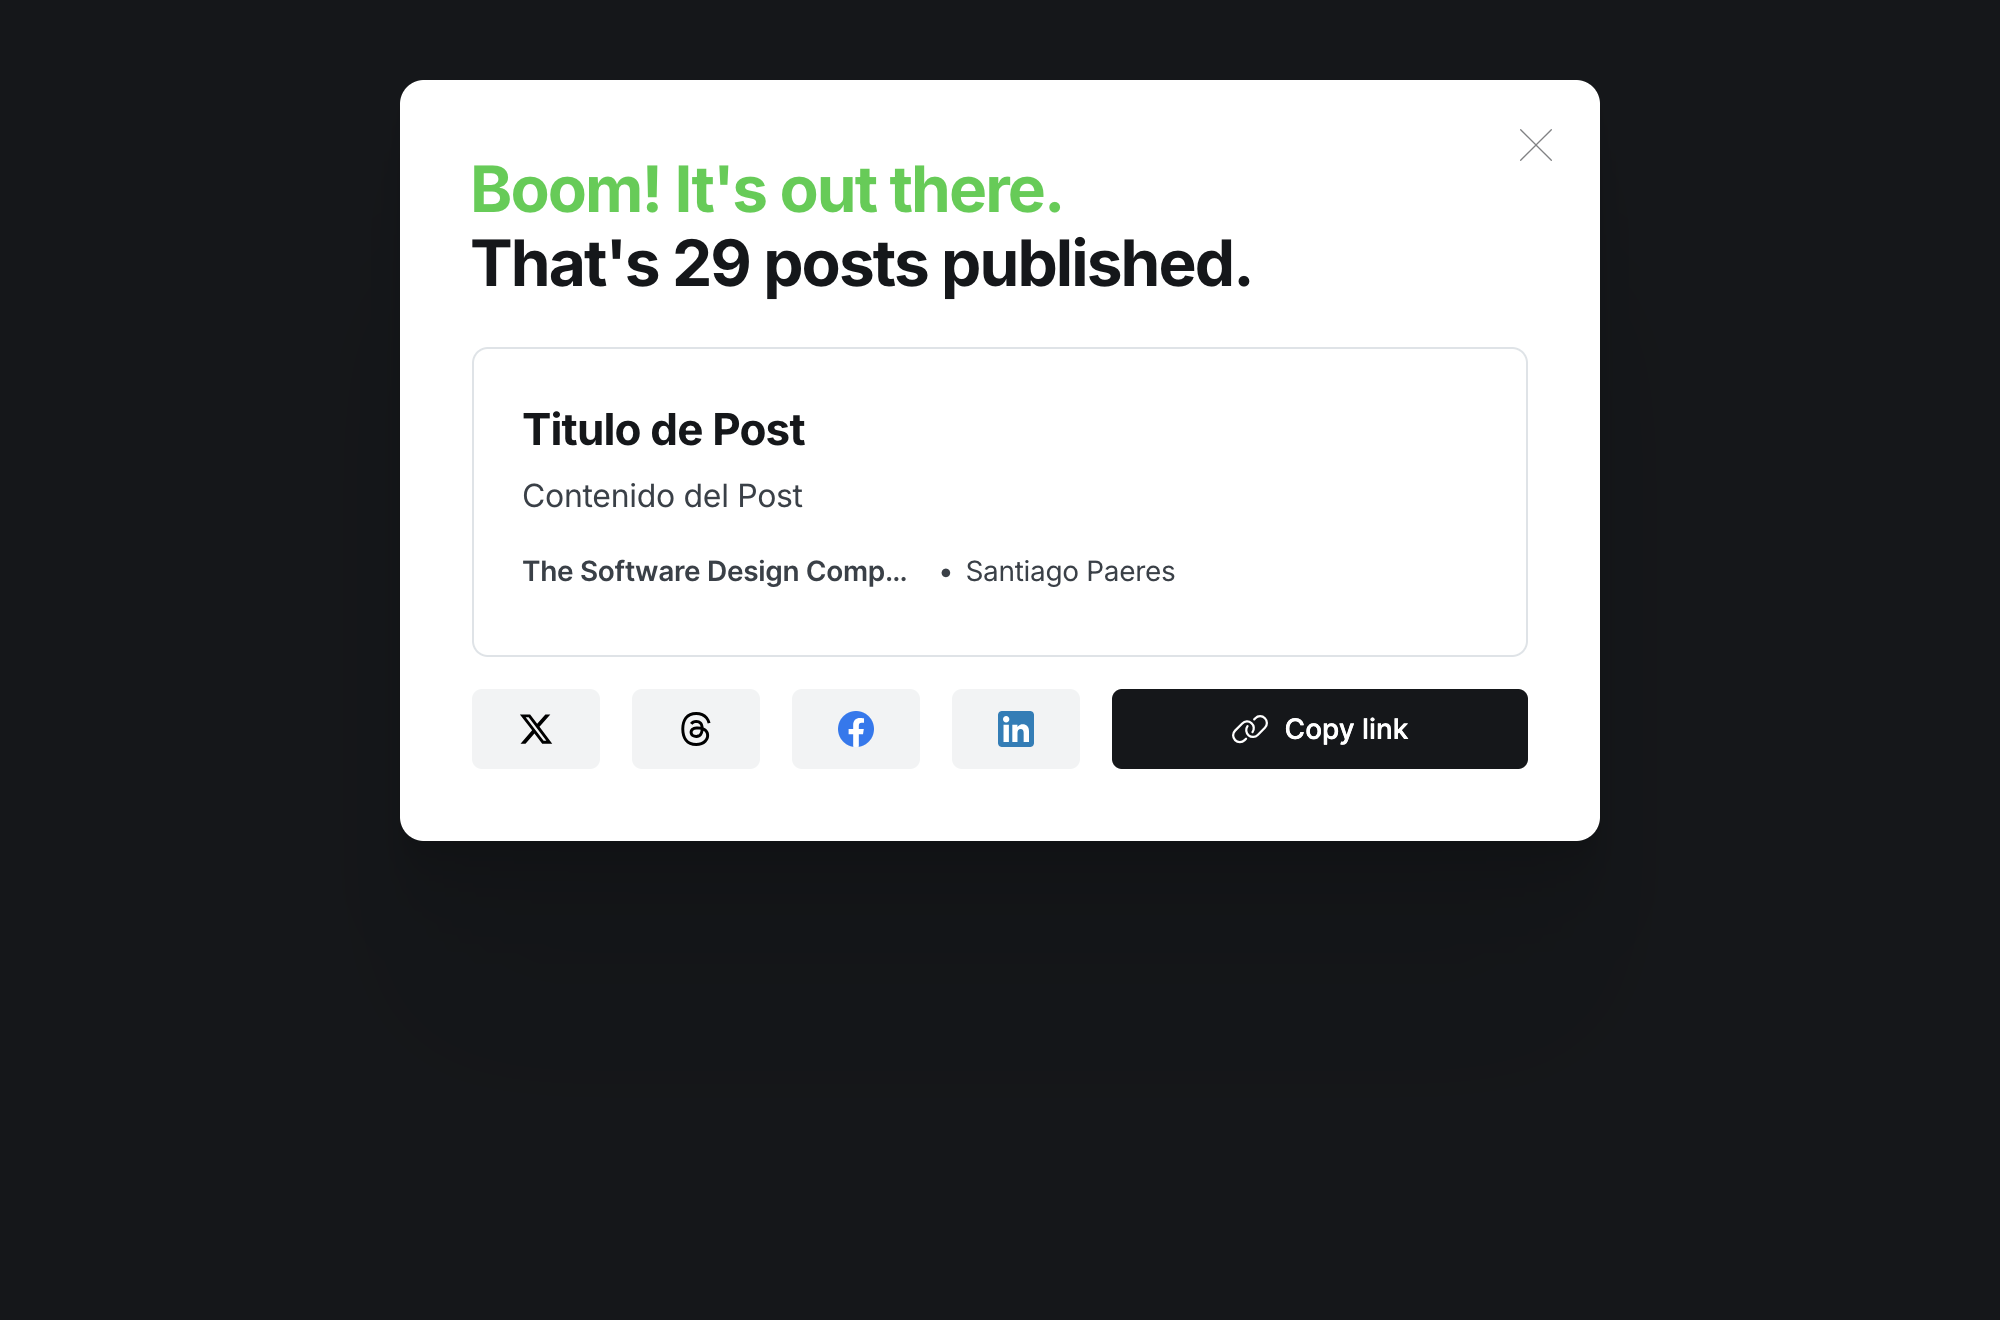 Boom! It's out there.
That's 29 posts published.
Titulo de Post
Contenido del Post
The Software Design Comp... • Santiago Paeres
Copy link